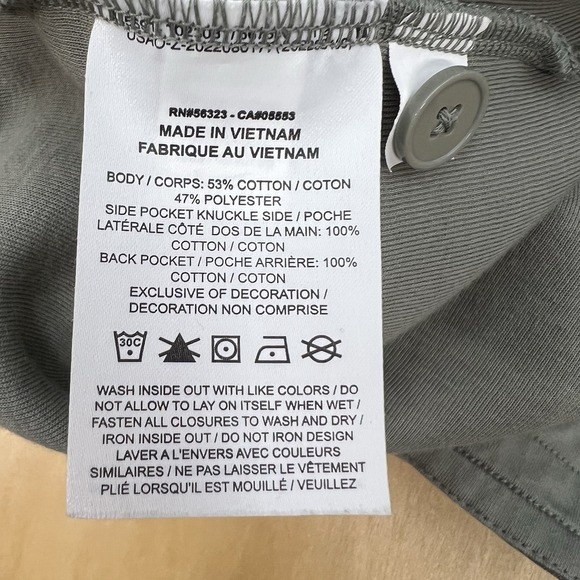 RN#56323 - CA#05553
MADE IN VIETNAM
FABRIQUE AU VIETNAM
BODY / CORPS: 53% COTTON / COTON
47% POLYESTER
SIDE POCKET KNUCKLE SIDE / POCHE
LATÉRALE CÔTÉ DOS DE LA MAIN: 100%
COTTON / COTON
BACK POCKET / POCHE ARRIÈRE: 100%
COTTON / COTON
EXCLUSIVE OF DECORATION /
DECORATION NON COMPRISE
30C
WASH INSIDE OUT WITH LIKE COLORS / DO
NOT ALLOW TO LAY ON ITSELF WHEN WET /
FASTEN ALL CLOSURES TO WASH AND DRY /
IRON INSIDE OUT / DO NOT IRON DESIGN
LAVER A L'ENVERS AVEC COULEURS
SIMILAIRES / NE PAS LAISSER LE VÊTEMENT
PLIÉ LORSQU'IL EST MOUILLÉ / VEUILLEZ